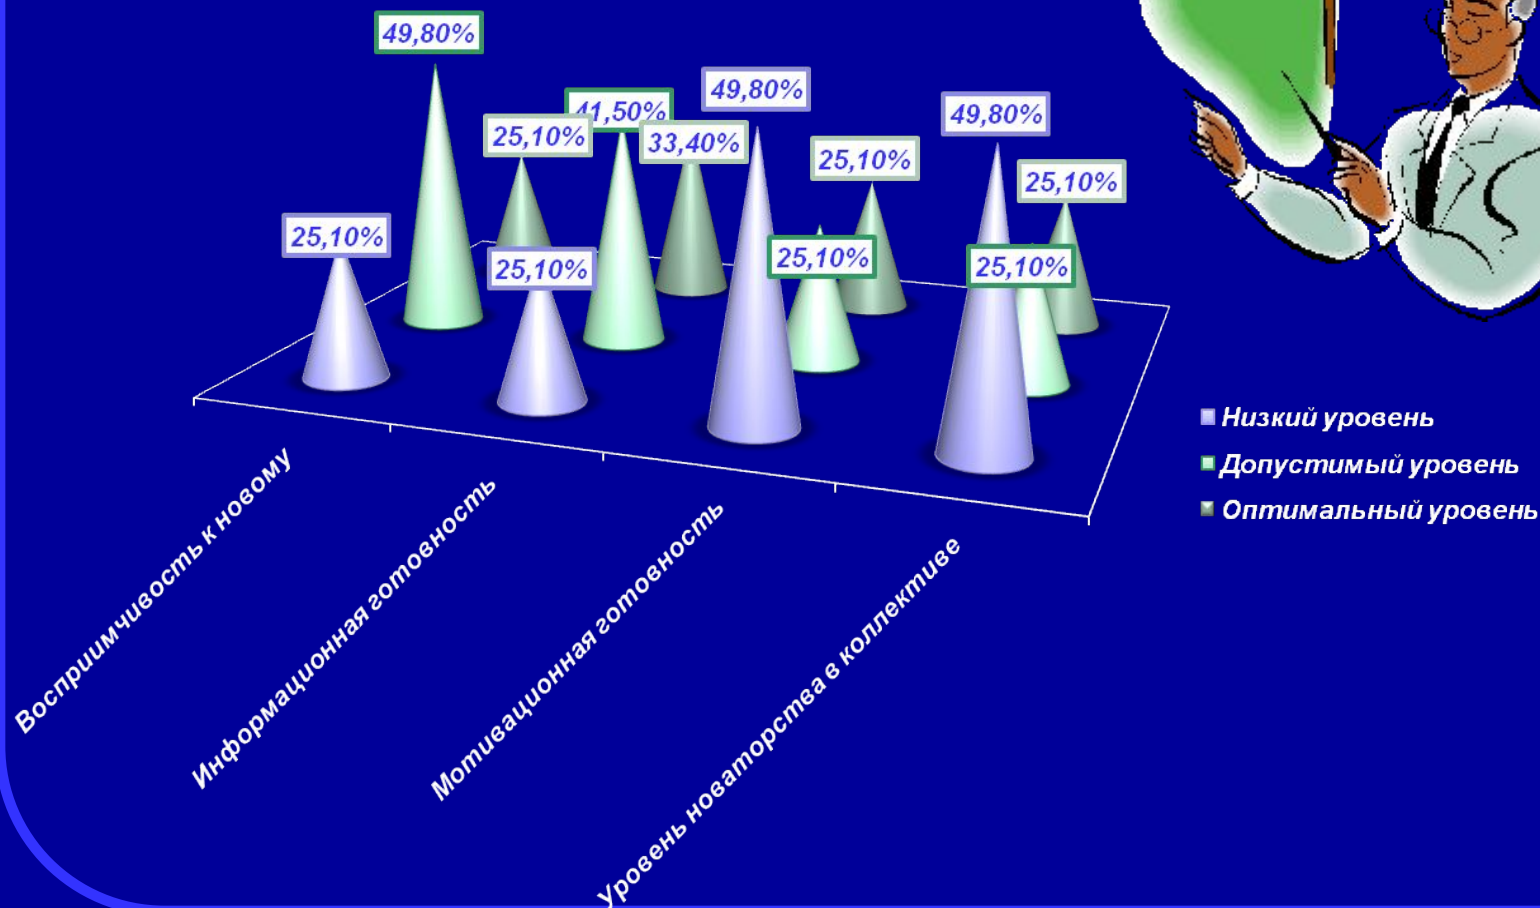 49,80%
49,80%
41,50%
49,80%
25,10%
33,40%
25,10%
25,10%
25,10%
25,10%
25,10%
25,10%
Низкий уровень
Допустимый уровень
Оптимальный уровень
Восприимчивость к новому
Информационная готовность
Мотивационная готовность
Уровень новаторства в коллективе